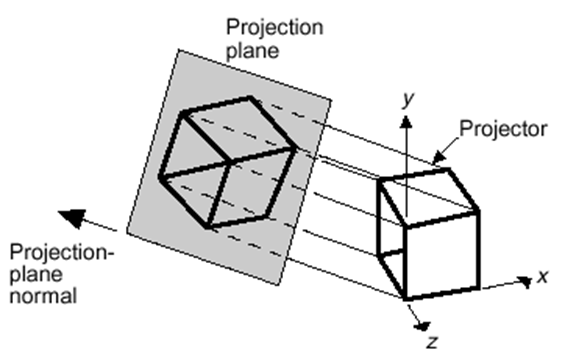 Projection
plane
y
Projector
Projection-
plane
normal
x
z